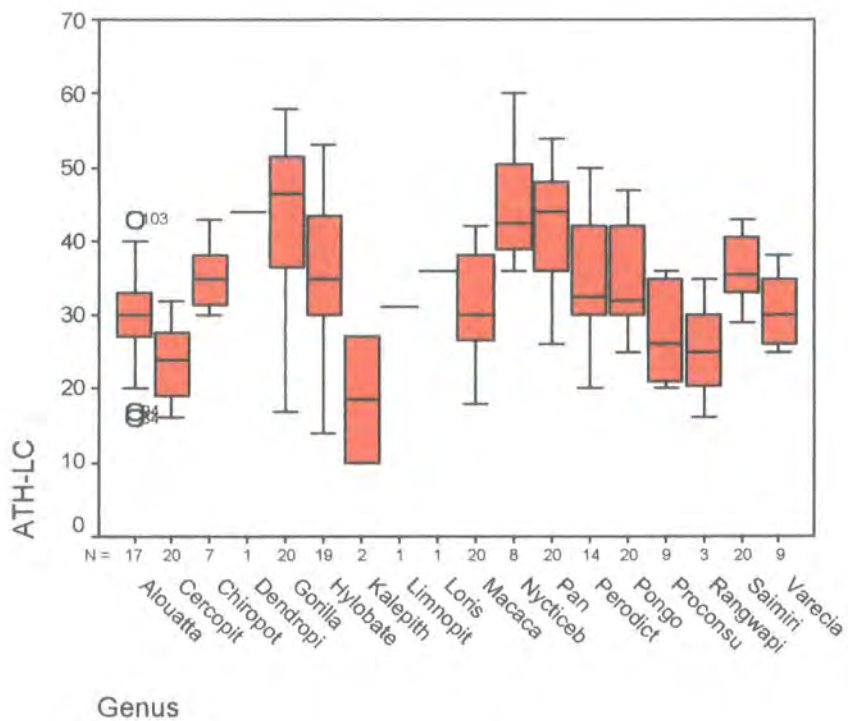 70
60
50
40
30
20
10
0
ATH-LC
103
34
N = 17 20 7 1 20 19 2 1 1 20 8 20 14 20 9 3 20 9
Alouatta
Cercopit
Chiropot
Dendropi
Gorilla
Hylobate
Kalepith
Limnopit
Loris
Macaca
Nycticeb
Pan
Perodict
Pongo
Proconsu
Rangwapi
Saimiri
Varecia
Genus